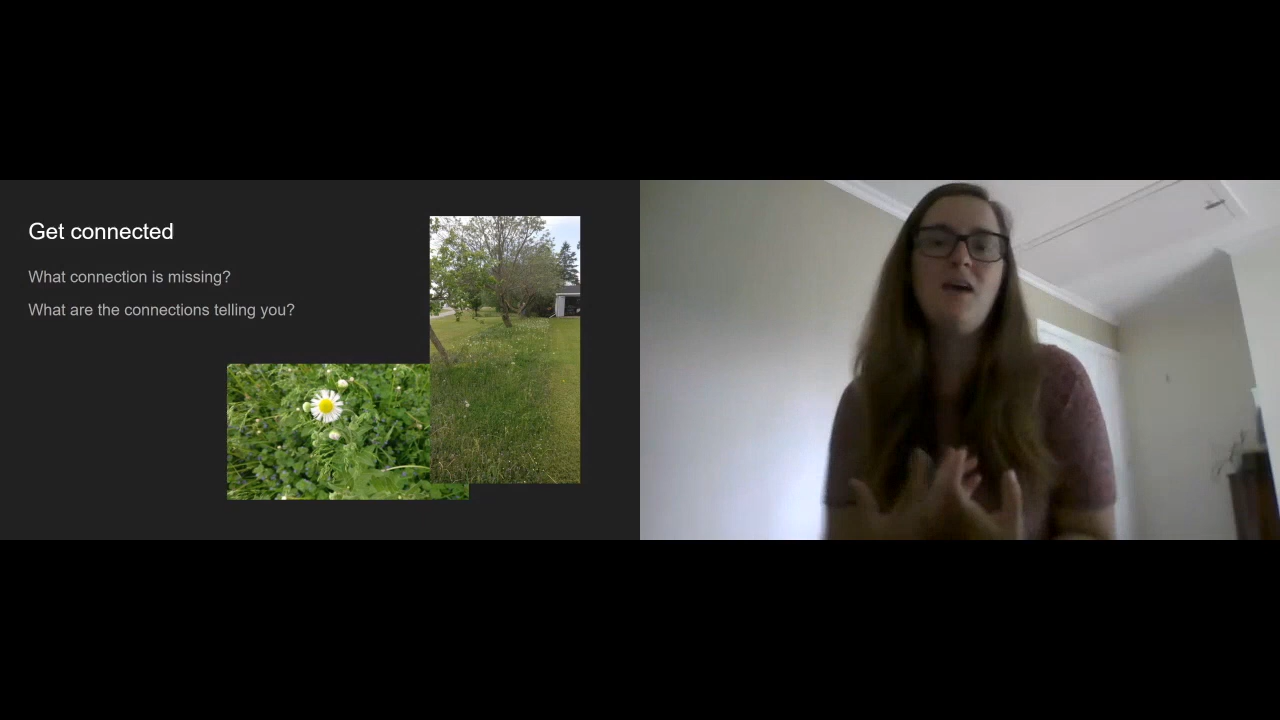 Get connected
What connection is missing?
What are the connections telling you?